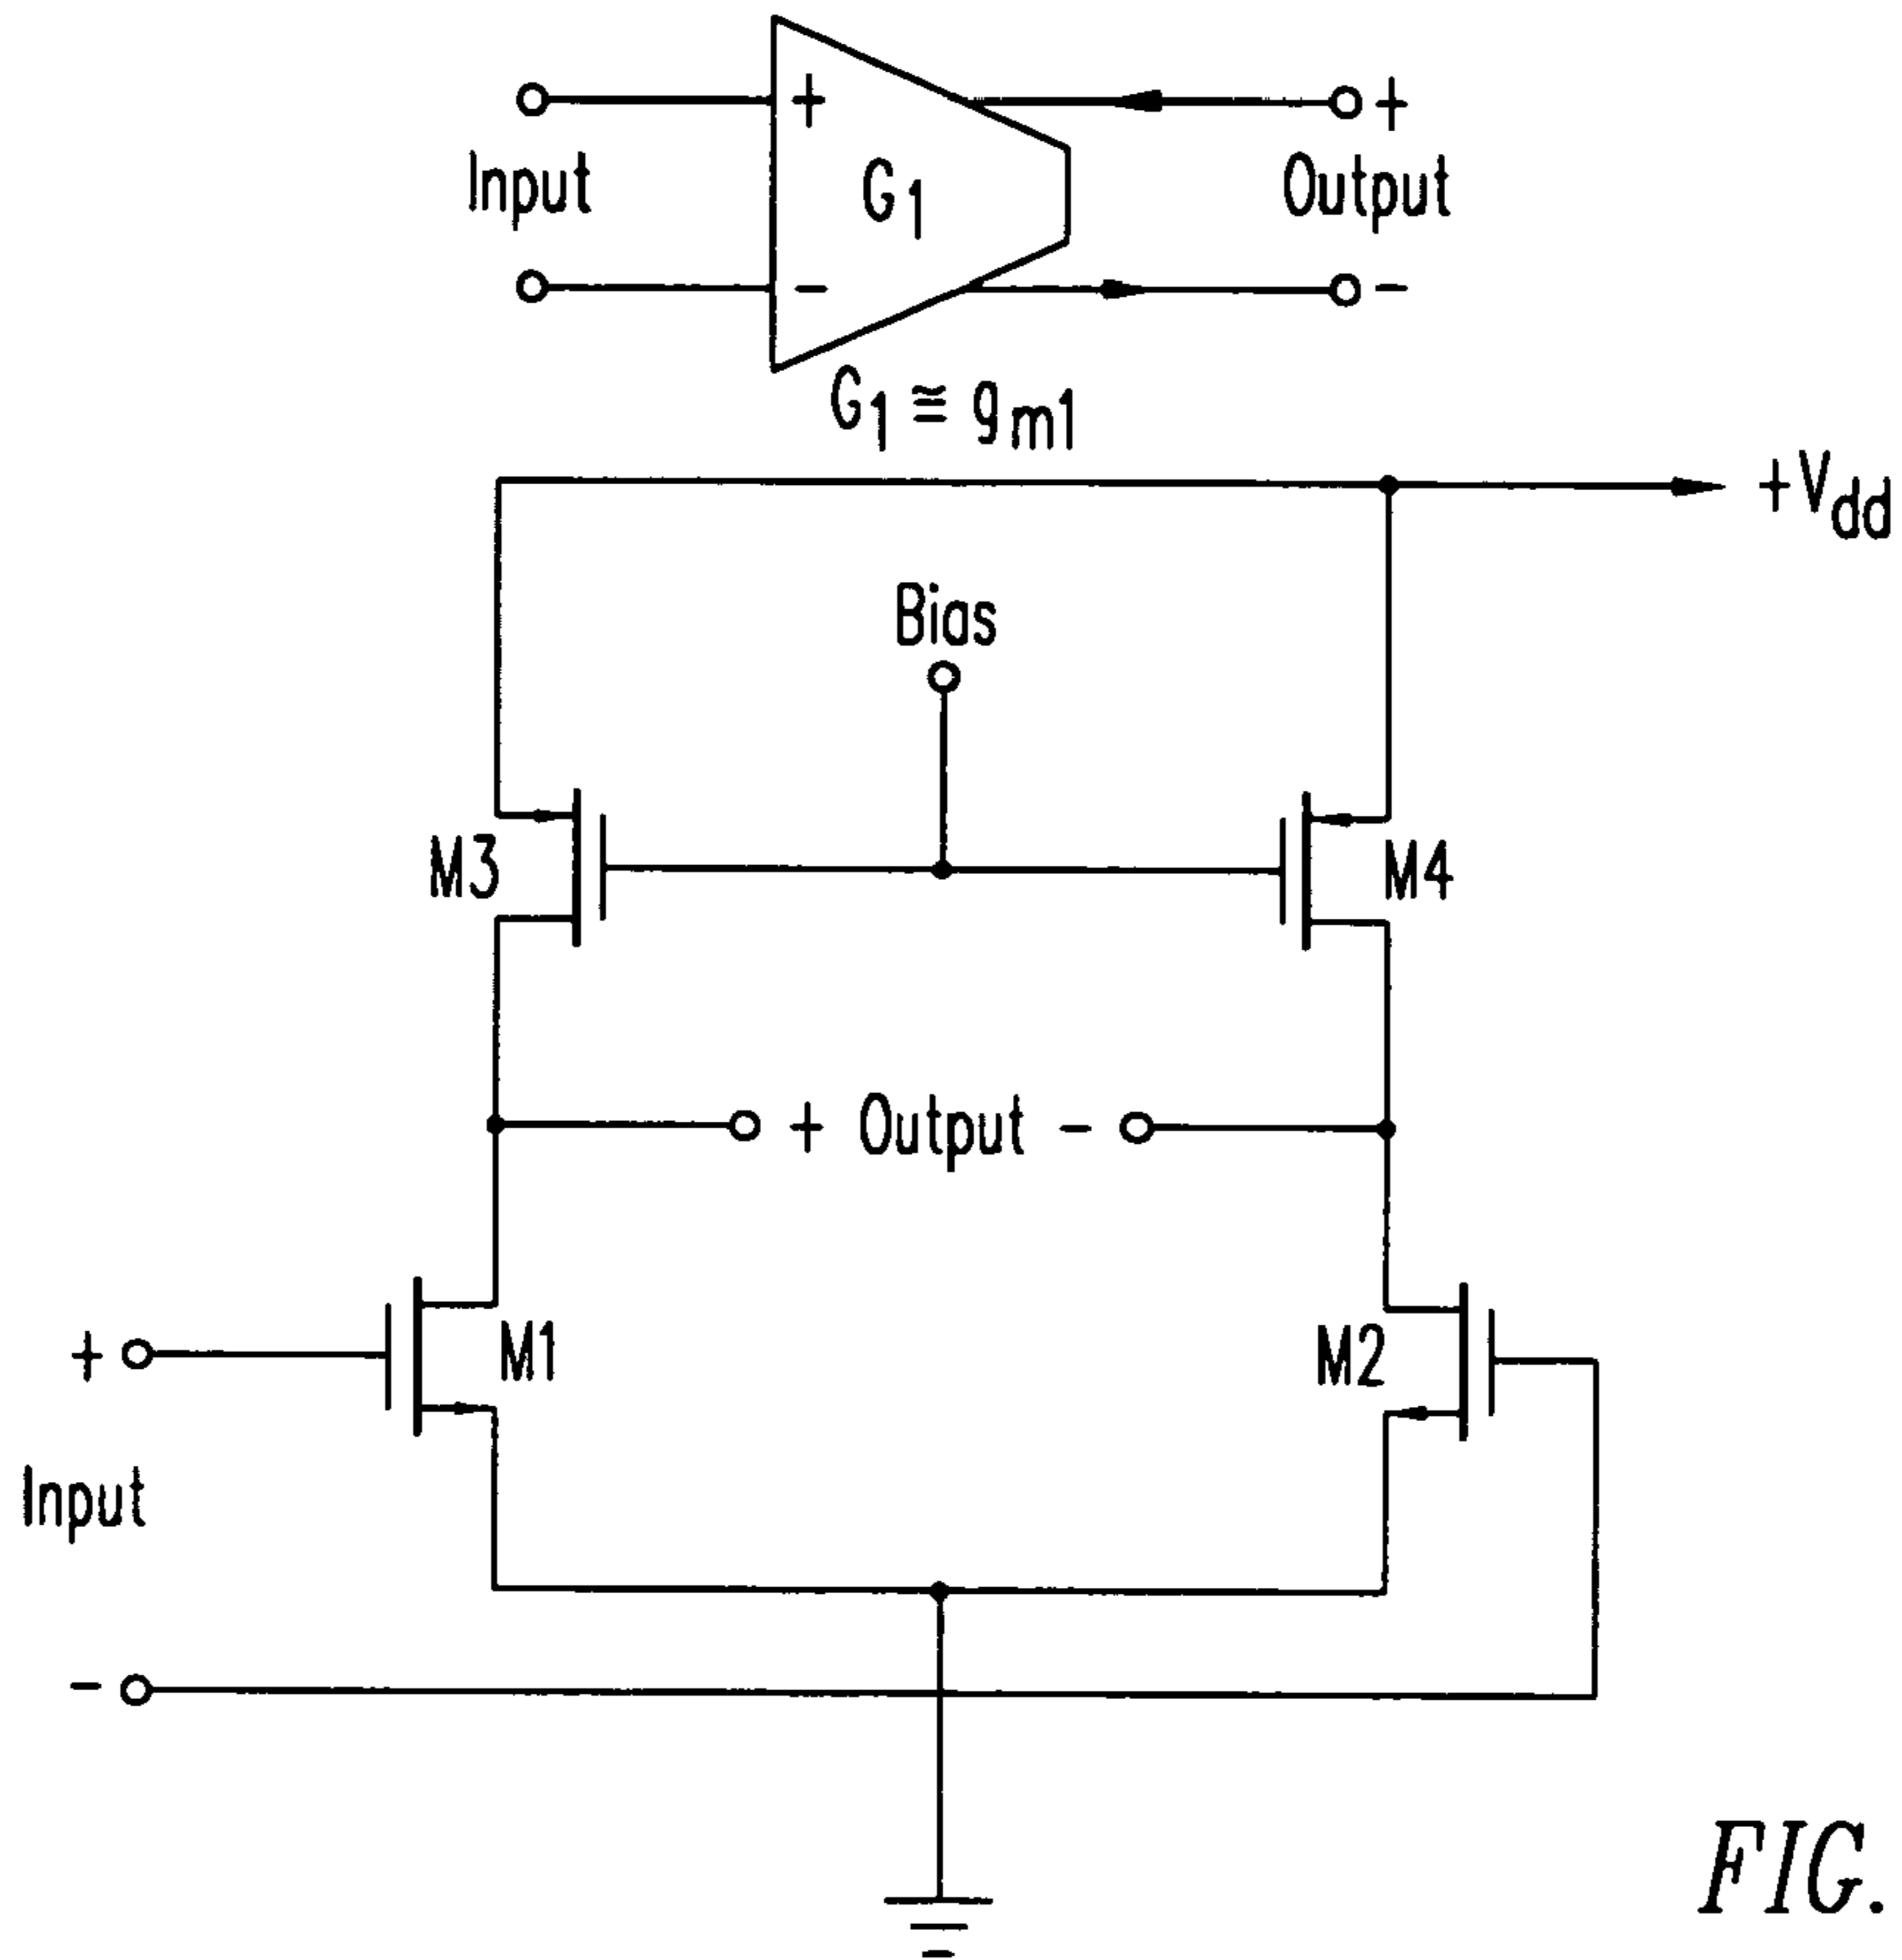 + +
Input G1 Output
- -
G1 ≅ gm1
+Vdd
Bias
M3 M4
+ Output -
+ M1 M2
Input
-
FIG.